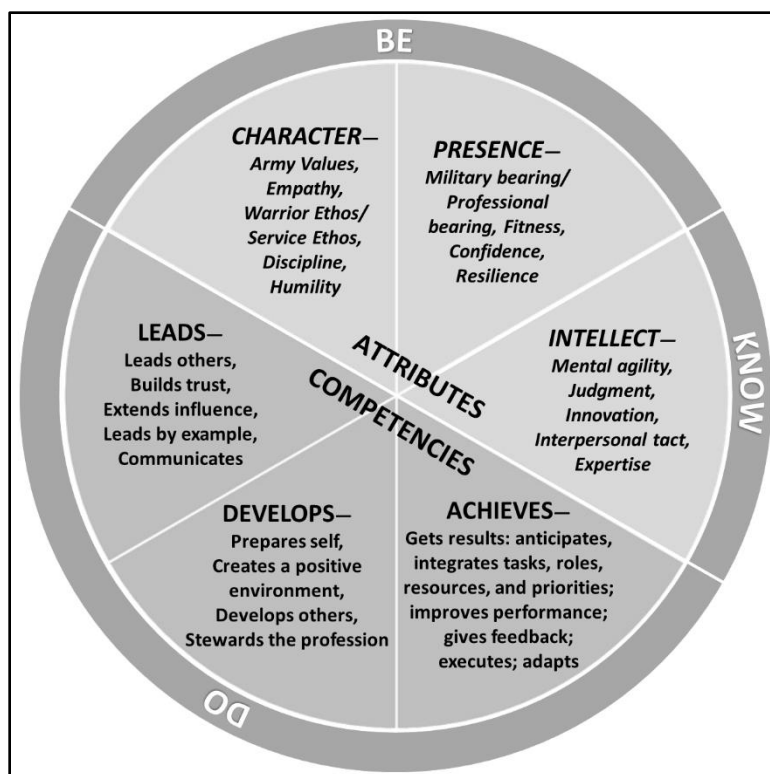 BE
CHARACTER—
Army Values,
Empathy,
Warrior Ethos/
Service Ethos,
Discipline,
Humility
PRESENCE—
Military bearing/
Professional
bearing, Fitness,
Confidence,
Resilience
KNOW
INTELLECT—
Mental agility,
Judgment,
Innovation,
Interpersonal tact,
Expertise
ATTRIBUTES
COMPETENCIES
LEADS—
Leads others,
Builds trust,
Extends influence,
Leads by example,
Communicates
DEVELOPS—
Prepares self,
Creates a positive
environment,
Develops others,
Stewards the profession
ACHIEVES—
Gets results: anticipates,
integrates tasks, roles,
resources, and priorities;
improves performance;
gives feedback;
executes; adapts
DO